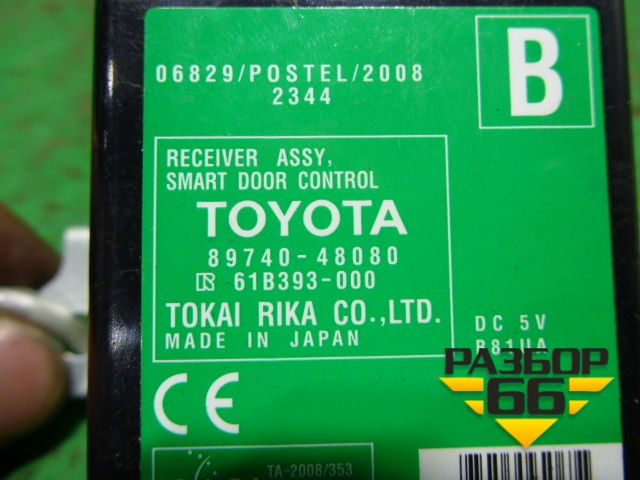 06829/POSTEL/2008
2344
B
RECEIVER ASSY,
SMART DOOR CONTROL
TOYOTA
89740-48080
R 61B393-000
TOKAI RIKA CO.,LTD.
MADE IN JAPAN
DC 5V
B81UA
CE
TA-2008/353
РАЗБОР
66